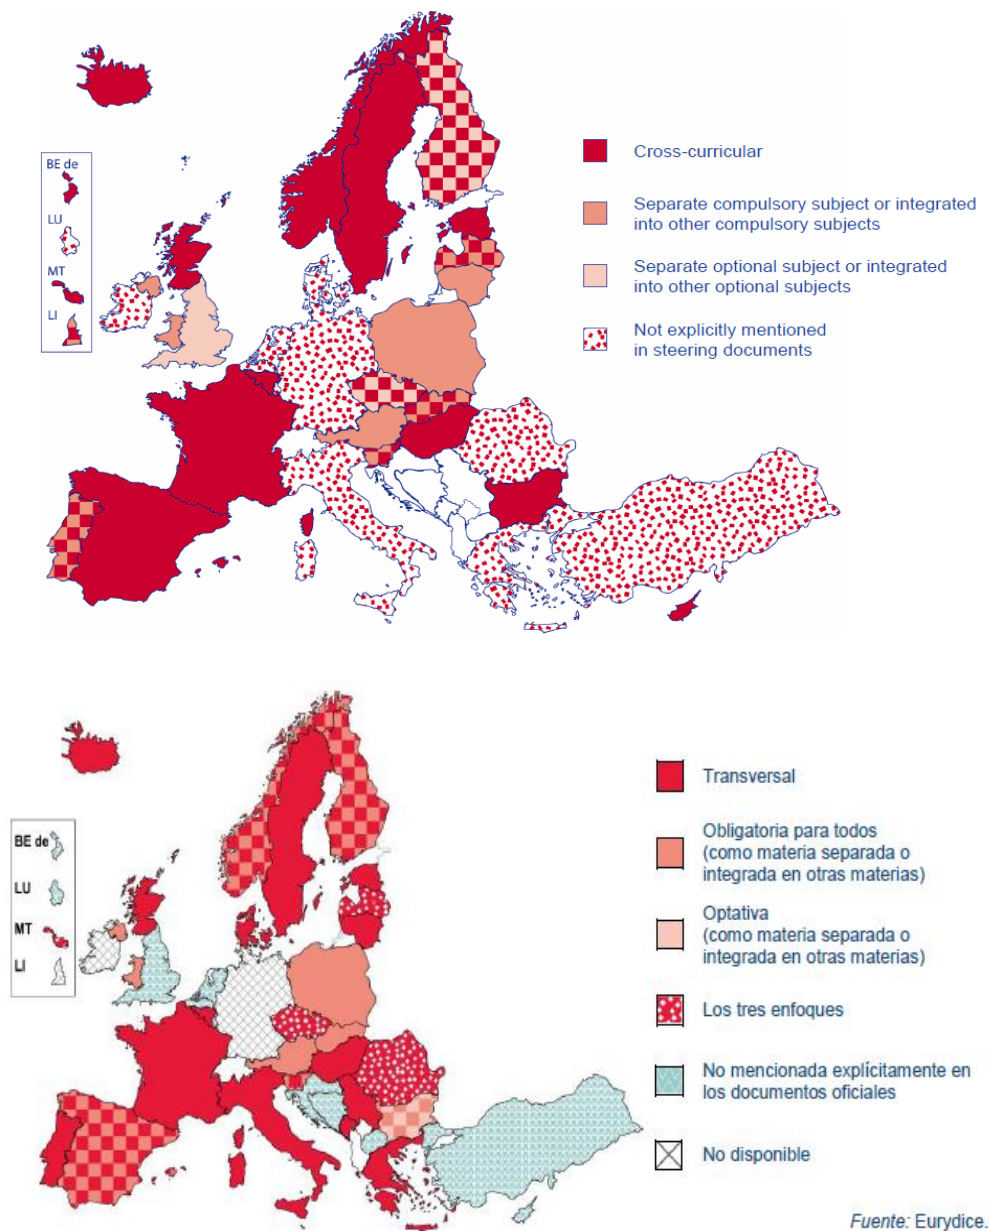 BE de
LU
MT
LI
Cross-curricular
Separate compulsory subject or integrated
into other compulsory subjects
Separate optional subject or integrated
into other optional subjects
Not explicitly mentioned
in steering documents
BE de
LU
MT
LI
Transversal
Obligatoria para todos
(como materia separada o
integrada en otras materias)
Optativa
(como materia separada o
integrada en otras materias)
Los tres enfoques
No mencionada explícitamente en
los documentos oficiales
No disponible
Fuente: Eurydice.